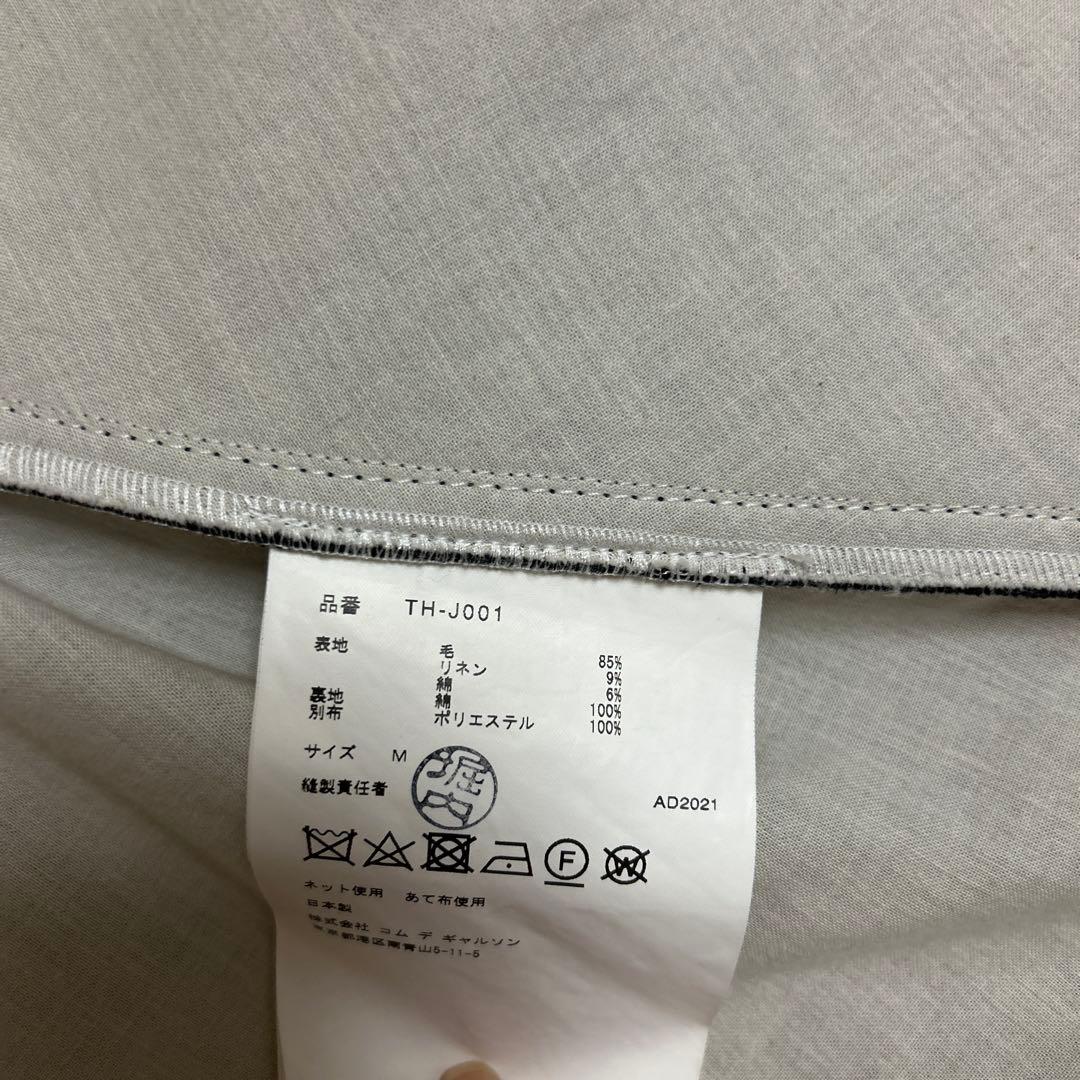 品番 TH-J001
表地 毛 85%
リネン 9%
綿 6%
裏地 綿 100%
別布 ポリエステル 100%
サイズ M
縫製責任者 堀内
AD2021
F
W
ネット使用 あて布使用
日本製
株式会社 コム デ ギャルソン
東京都港区南青山5-11-5